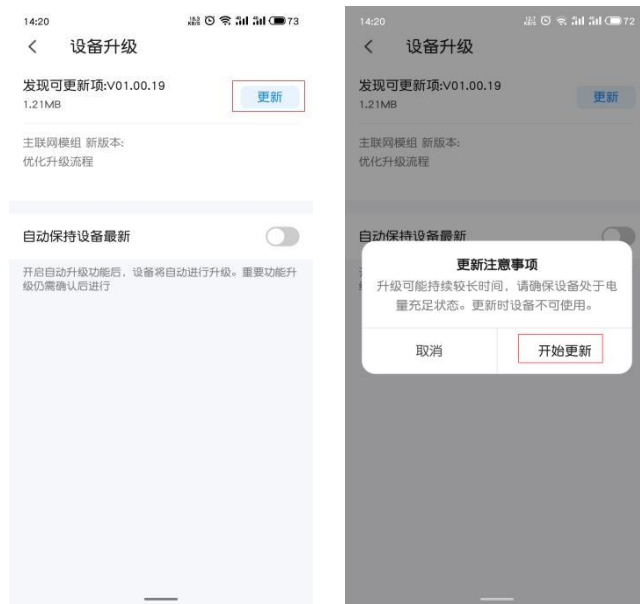 14:20
73
设备升级
发现可更新项:V01.00.19
1.21MB
更新
主联网模组 新版本:
优化升级流程
自动保持设备最新
开启自动升级功能后，设备将自动进行升级。重要功能升
级仍需确认后进行
14:20
72
设备升级
发现可更新项:V01.00.19
1.21MB
更新
主联网模组 新版本:
优化升级流程
自动保持设备最新
更新注意事项
升级可能持续较长时间，请确保设备处于电
量充足状态。更新时设备不可使用。
取消
开始更新